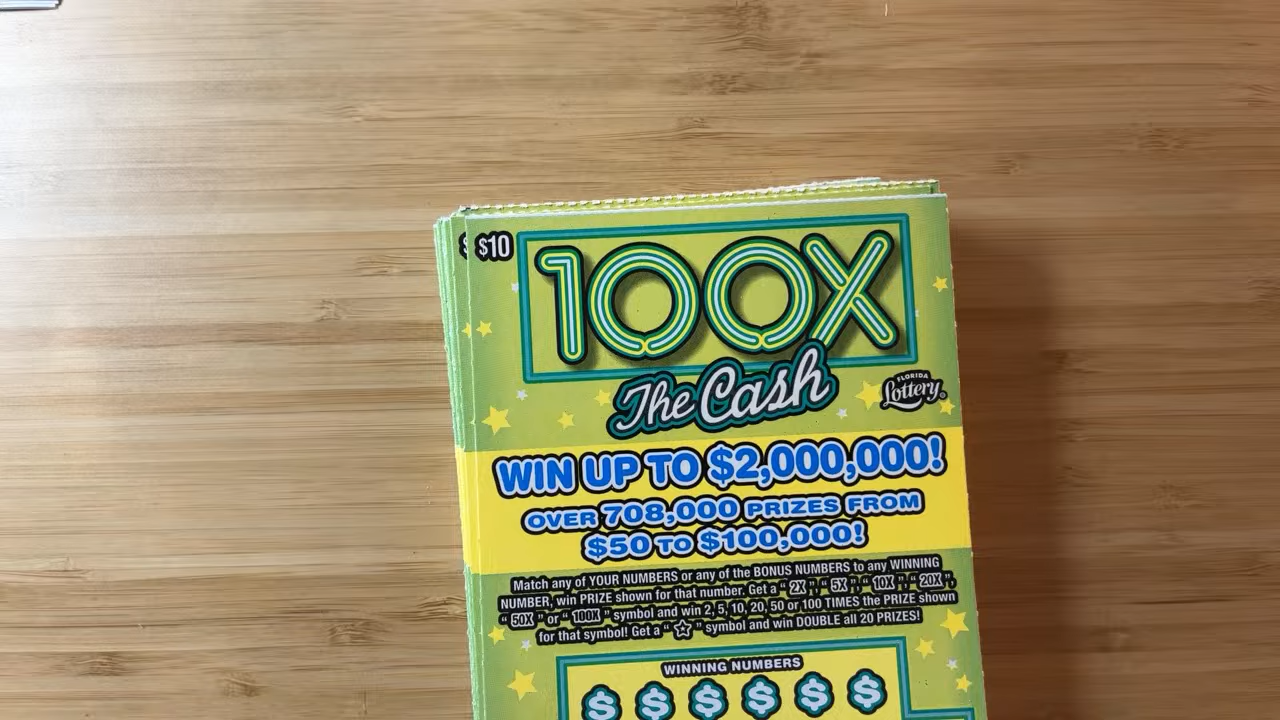 $10
100X
The Cash
FLORIDA
Lottery®
WIN UP TO $2,000,000!
OVER 708,000 PRIZES FROM
$50 TO $100,000!
Match any of YOUR NUMBERS or any of the BONUS NUMBERS to any WINNING
NUMBER, win PRIZE shown for that number. Get a "2X", "5X", "10X", "20X",
"50X" or "100X" symbol and win 2, 5, 10, 20, 50 or 100 TIMES the PRIZE shown
for that symbol! Get a "☆" symbol and win DOUBLE all 20 PRIZES!
WINNING NUMBERS
$ $ $ $ $ $